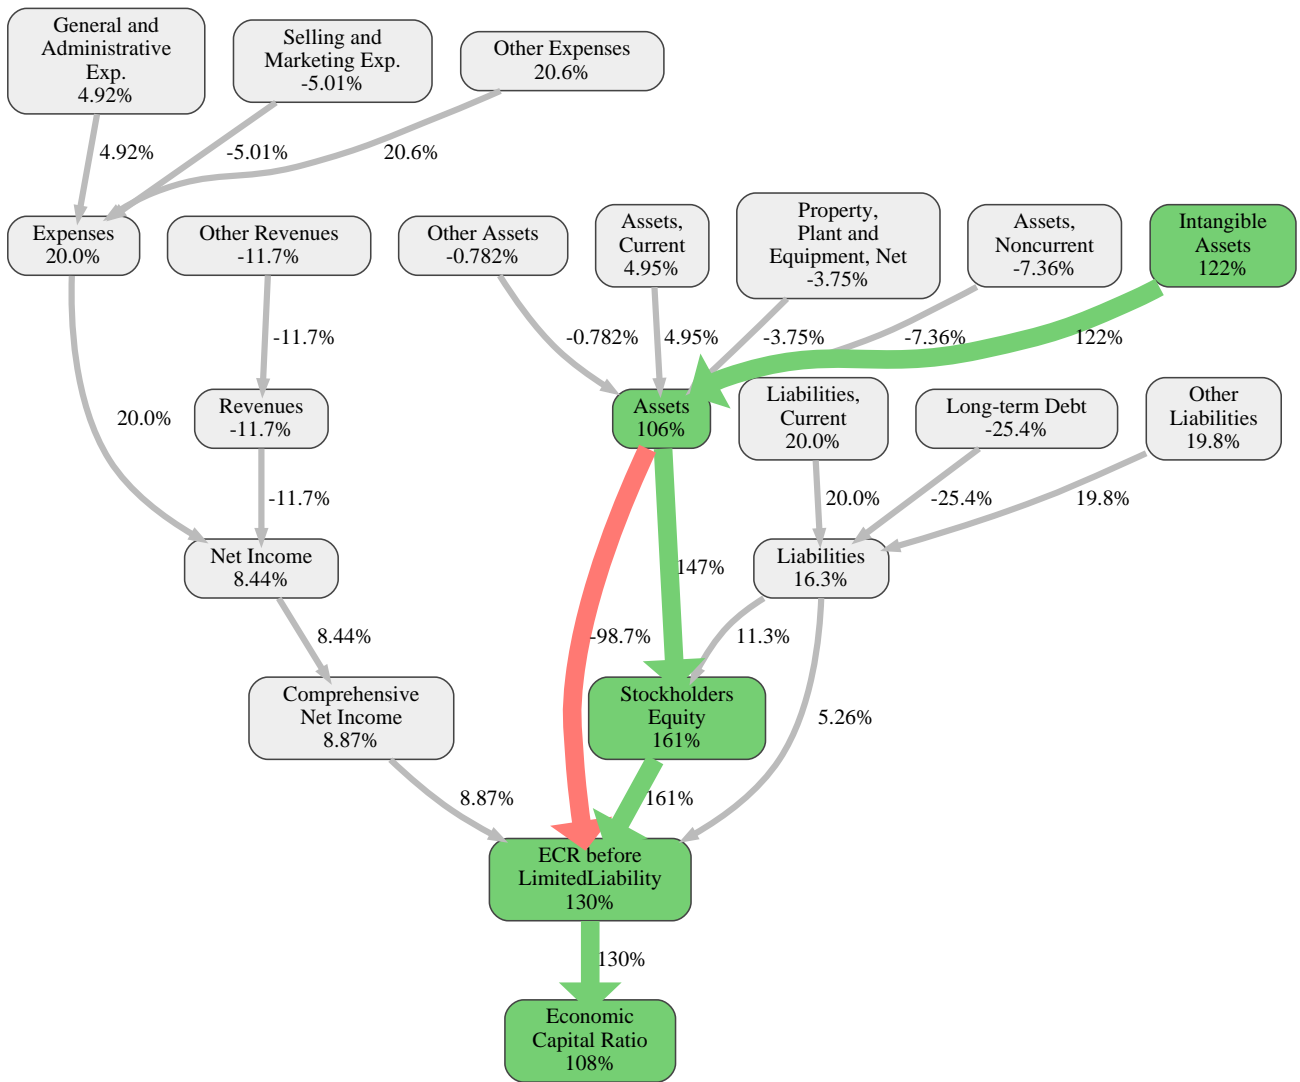 General and
Administrative
Exp.
4.92%
Selling and
Marketing Exp.
-5.01%
Other Expenses
20.6%
4.92%
-5.01%
20.6%
Expenses
20.0%
Other Revenues
-11.7%
Other Assets
-0.782%
Assets,
Current
4.95%
Property,
Plant and
Equipment, Net
-3.75%
Assets,
Noncurrent
-7.36%
Intangible
Assets
122%
-11.7%
-0.782%
4.95%
-3.75%
-7.36%
122%
20.0%
Revenues
-11.7%
Assets
106%
Liabilities,
Current
20.0%
Long-term Debt
-25.4%
Other
Liabilities
19.8%
-11.7%
20.0%
-25.4%
19.8%
Net Income
8.44%
147%
Liabilities
16.3%
8.44%
-98.7%
11.3%
Comprehensive
Net Income
8.87%
Stockholders
Equity
161%
5.26%
8.87%
161%
ECR before
LimitedLiability
130%
130%
Economic
Capital Ratio
108%